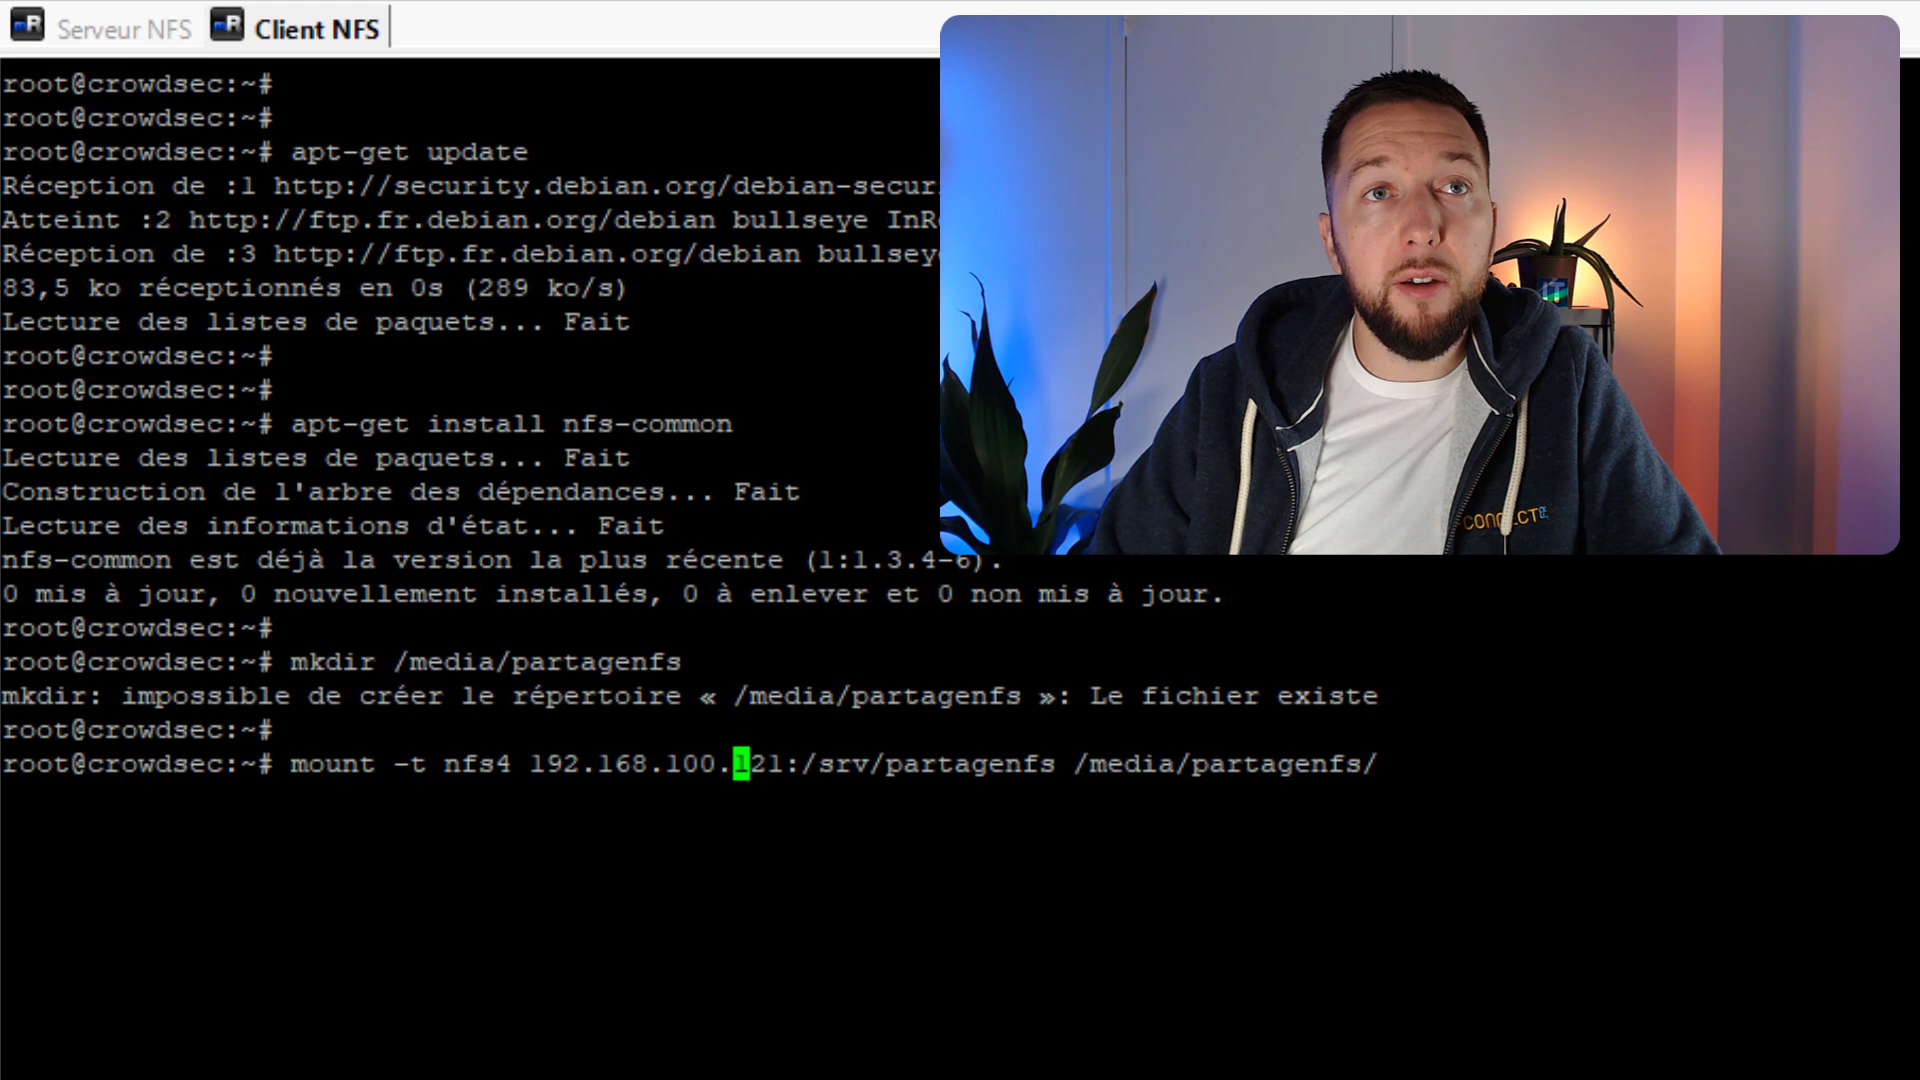 Serveur NFS
Client NFS
root@crowdsec:~#
root@crowdsec:~#
root@crowdsec:~# apt-get update
Réception de :1 http://security.debian.org/debian-secur
Atteint :2 http://ftp.fr.debian.org/debian bullseye InR
Réception de :3 http://ftp.fr.debian.org/debian bullsey
83,5 ko réceptionnés en 0s (289 ko/s)
Lecture des listes de paquets... Fait
root@crowdsec:~#
root@crowdsec:~#
root@crowdsec:~# apt-get install nfs-common
Lecture des listes de paquets... Fait
Construction de l'arbre des dépendances... Fait
Lecture des informations d'état... Fait
nfs-common est déjà la version la plus récente (1:1.3.4-6).
0 mis à jour, 0 nouvellement installés, 0 à enlever et 0 non mis à jour.
root@crowdsec:~#
root@crowdsec:~# mkdir /media/partagenfs
mkdir: impossible de créer le répertoire « /media/partagenfs »: Le fichier existe
root@crowdsec:~#
root@crowdsec:~# mount -t nfs4 192.168.100.121:/srv/partagenfs /media/partagenfs/
IT
CONNECT